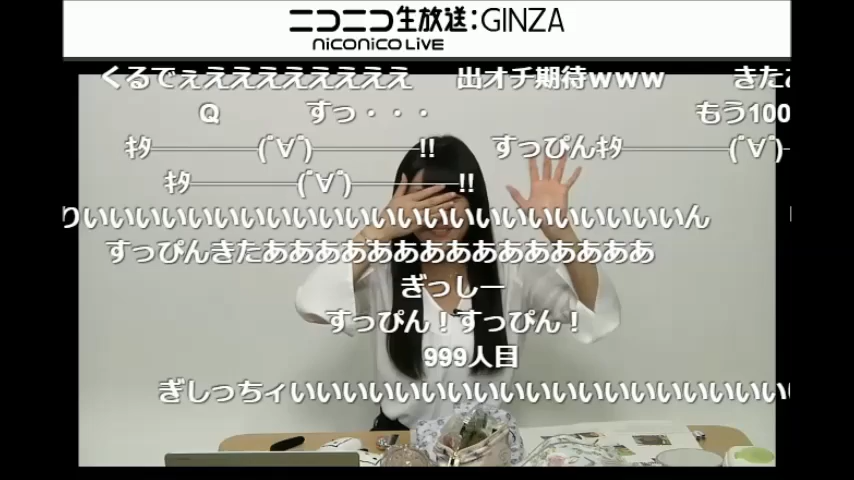 ニコニコ生放送:GINZA
niconico LIVE
くるでぇえええええええええ 出オチ期待www きた
Q すっ・・・ もう100
ｷﾀ――――(ﾟ∀ﾟ)――――!! すっぴんｷﾀ――――(ﾟ∀ﾟ)―
ｷﾀ――――(ﾟ∀ﾟ)――――!!
りぃいいいいいいいいいいいいいいいいいいいいいいいん
すっぴんきたあああああああああああああああ
ぎっしー
すっぴん！すっぴん！
999人目
ぎしっちィいいいいいいいいいいいいいいいいいいい